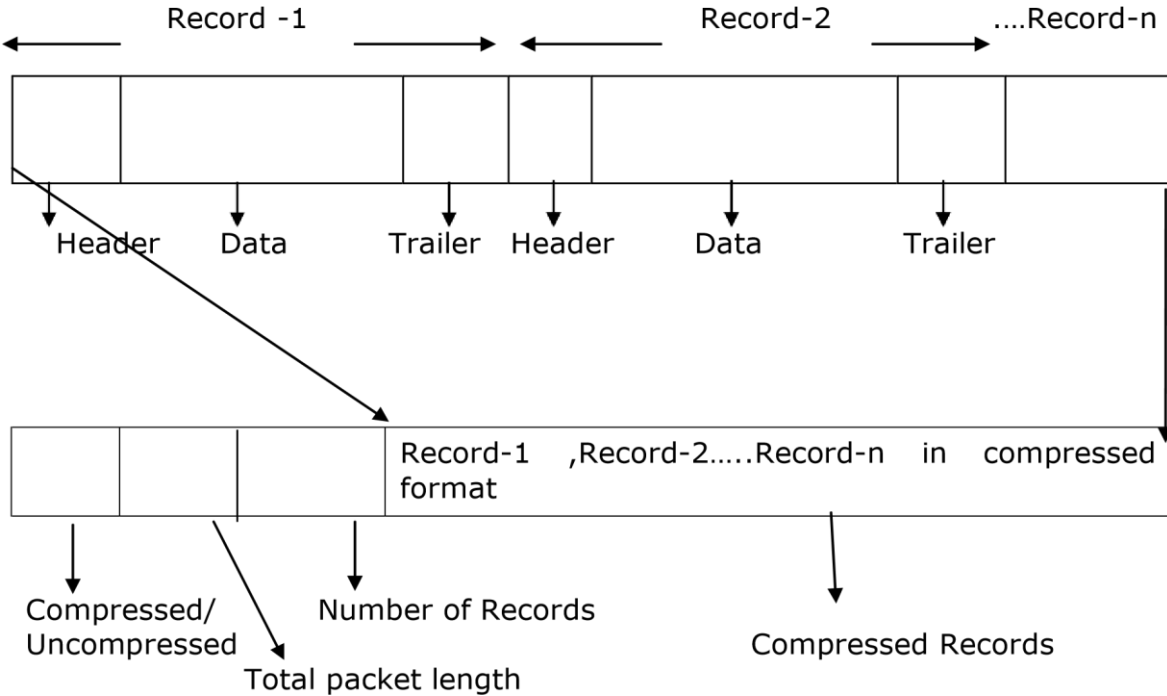 Record -1 Record-2 ....Record-n
Header Data Trailer Header Data Trailer
Record-1 ,Record-2.....Record-n in compressed
format
Compressed/
Uncompressed
Number of Records
Compressed Records
Total packet length